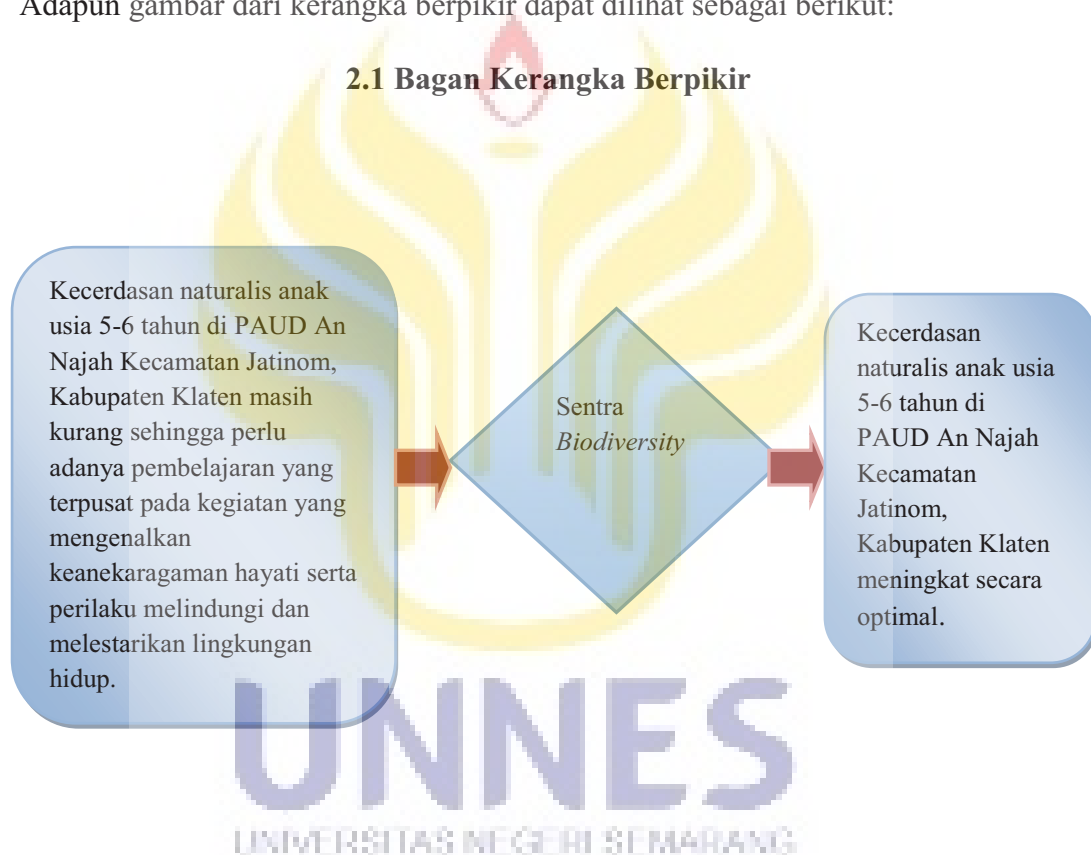 Adapun gambar dari kerangka berpikir dapat dilihat sebagai berikut:
2.1 Bagan Kerangka Berpikir
Kecerdasan naturalis anak
usia 5-6 tahun di PAUD An
Najah Kecamatan Jatinom,
Kabupaten Klaten masih
kurang sehingga perlu
adanya pembelajaran yang
terpusat pada kegiatan yang
mengenalkan
keanekaragaman hayati serta
perilaku melindungi dan
melestarikan lingkungan
hidup.
Sentra
Biodiversity
Kecerdasan
naturalis anak usia
5-6 tahun di
PAUD An Najah
Kecamatan
Jatinom,
Kabupaten Klaten
meningkat secara
optimal.
UNNES
UNIVERSITAS NEGERI SEMARANG